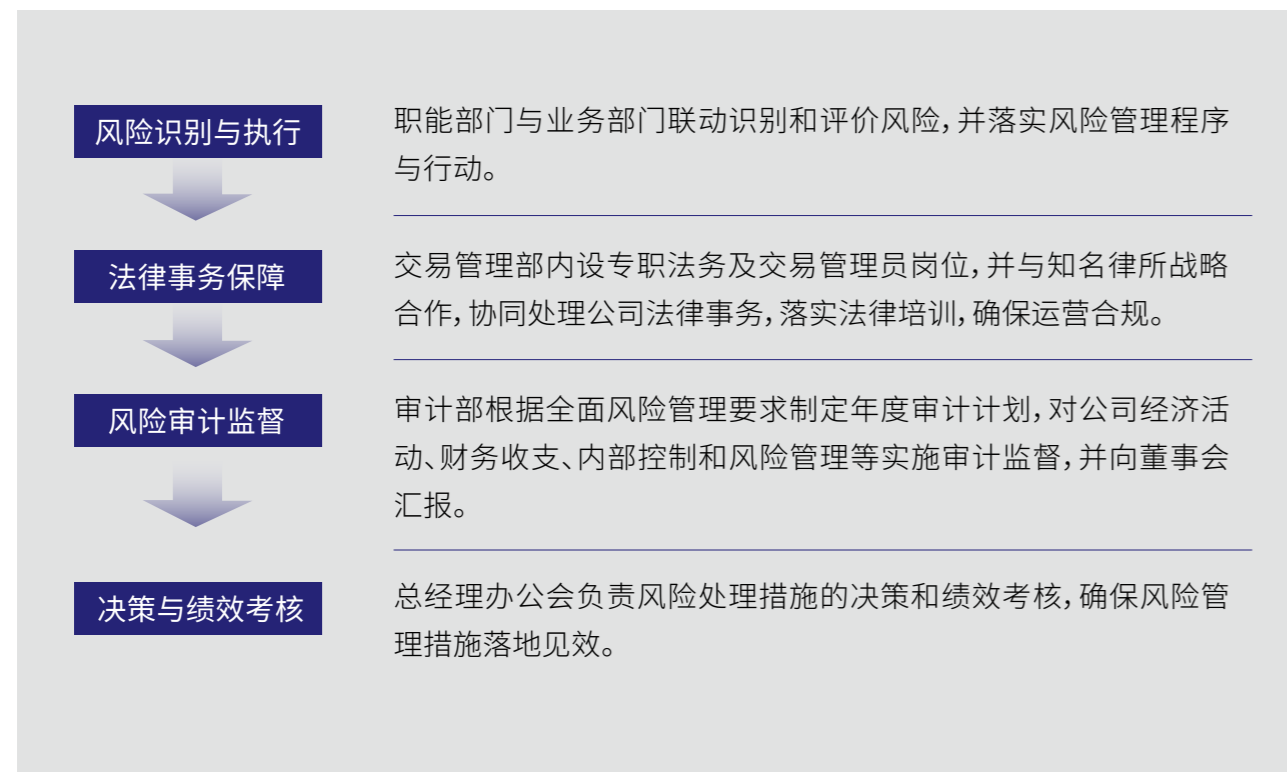 风险识别与执行
职能部门与业务部门联动识别和评价风险,并落实风险管理程序
与行动。
法律事务保障
交易管理部内设专职法务及交易管理员岗位,并与知名律所战略
合作,协同处理公司法律事务,落实法律培训,确保运营合规。
风险审计监督
审计部根据全面风险管理要求制定年度审计计划,对公司经济活
动、财务收支、内部控制和风险管理等实施审计监督,并向董事会
汇报。
决策与绩效考核
总经理办公会负责风险处理措施的决策和绩效考核,确保风险管
理措施落地见效。